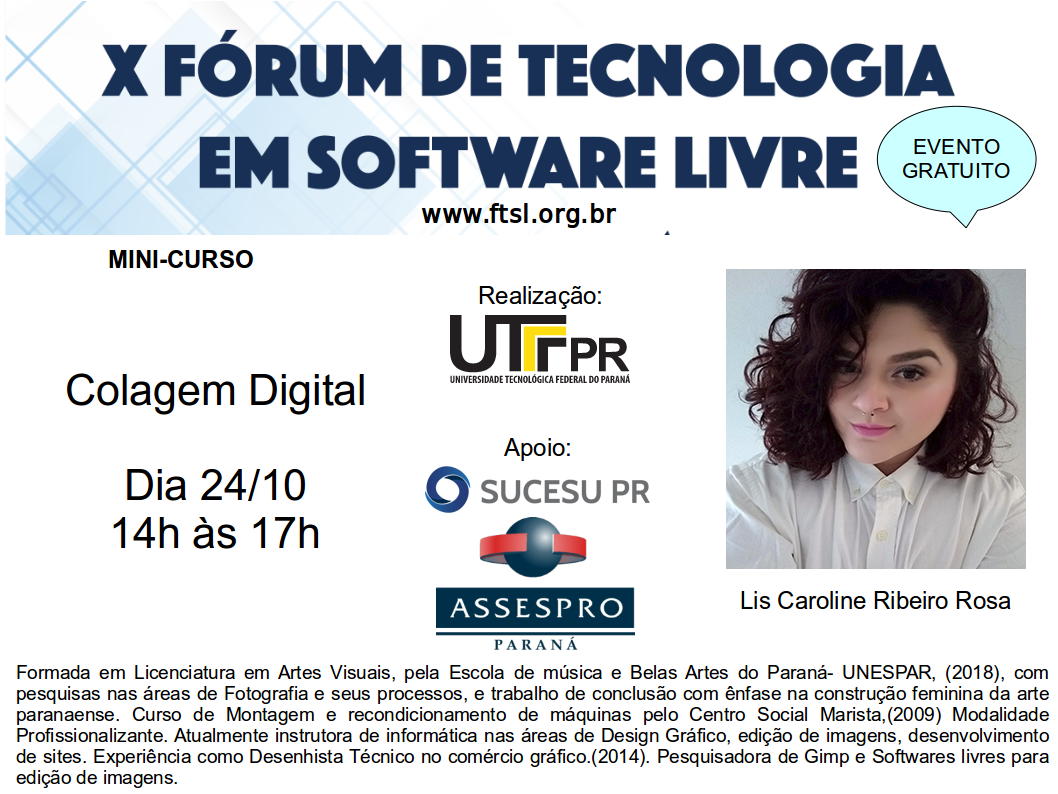 X FÓRUM DE TECNOLOGIA
EM SOFTWARE LIVRE
EVENTO
GRATUITO
www.ftsl.org.br
MINI-CURSO
Colagem Digital
Dia 24/10
14h às 17h
Realização:
UTFPR
UNIVERSIDADE TECNOLÓGICA FEDERAL DO PARANÁ
Apoio:
SUCESU PR
ASSESPRO
PARANÁ
Lis Caroline Ribeiro Rosa
Formada em Licenciatura em Artes Visuais, pela Escola de música e Belas Artes do Paraná- UNESPAR, (2018), com
pesquisas nas áreas de Fotografia e seus processos, e trabalho de conclusão com ênfase na construção feminina da arte
paranaense. Curso de Montagem e recondicionamento de máquinas pelo Centro Social Marista,(2009) Modalidade
Profissionalizante. Atualmente instrutora de informática nas áreas de Design Gráfico, edição de imagens, desenvolvimento
de sites. Experiência como Desenhista Técnico no comércio gráfico.(2014). Pesquisadora de Gimp e Softwares livres para
edição de imagens.